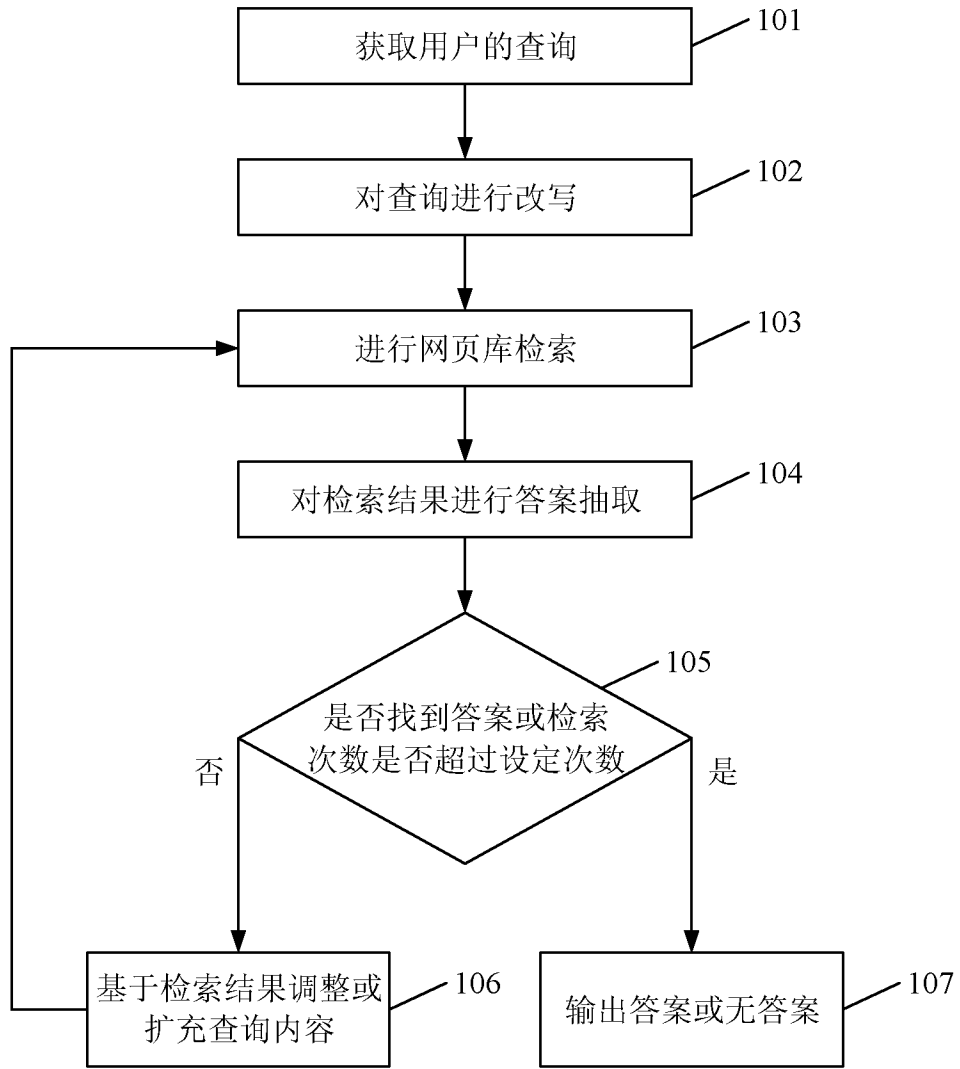 获取用户的查询
101
对查询进行改写
102
进行网页库检索
103
对检索结果进行答案抽取
104
105
是否找到答案或检索
次数是否超过设定次数
否
是
基于检索结果调整或
扩充查询内容
106
输出答案或无答案
107